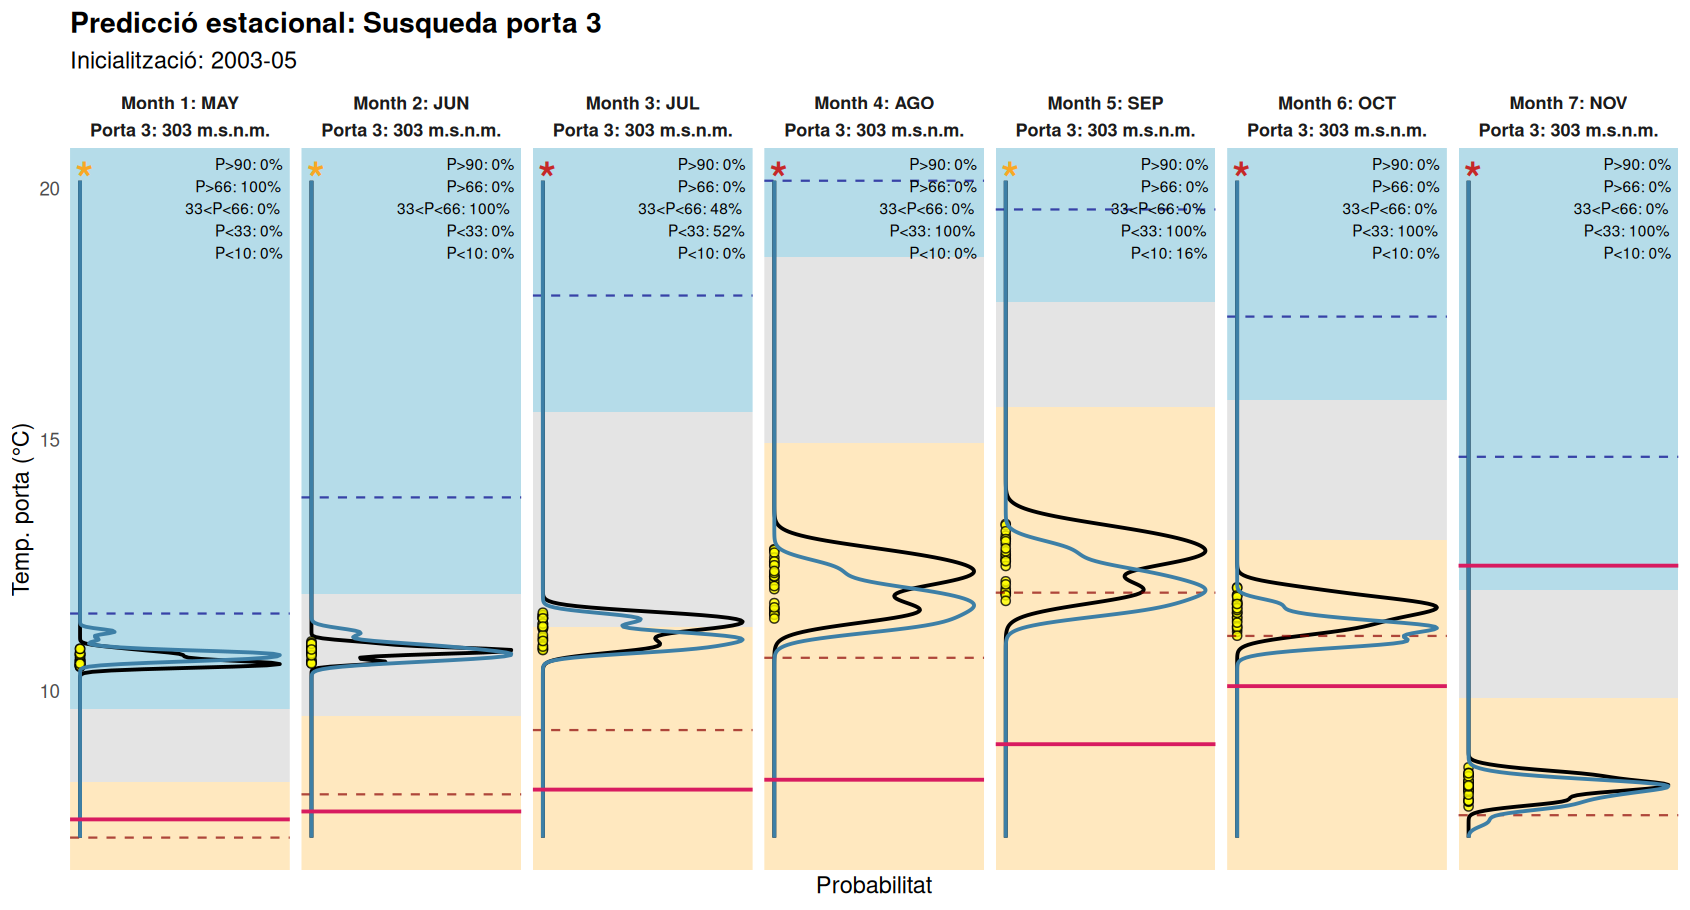 Predicció estacional: Susqueda porta 3
Inicialització: 2003-05
Month 1: MAY
Porta 3: 303 m.s.n.m.
Month 2: JUN
Porta 3: 303 m.s.n.m.
Month 3: JUL
Porta 3: 303 m.s.n.m.
Month 4: AGO
Porta 3: 303 m.s.n.m.
Month 5: SEP
Porta 3: 303 m.s.n.m.
Month 6: OCT
Porta 3: 303 m.s.n.m.
Month 7: NOV
Porta 3: 303 m.s.n.m.
Temp. porta (°C)
20
15
10
*
P>90: 0%
P>66: 100%
33<P<66: 0%
P<33: 0%
P<10: 0%
*
P>90: 0%
P>66: 0%
33<P<66: 100%
P<33: 0%
P<10: 0%
*
P>90: 0%
P>66: 0%
33<P<66: 48%
P<33: 52%
P<10: 0%
*
P>90: 0%
P>66: 0%
33<P<66: 0%
P<33: 100%
P<10: 0%
*
P>90: 0%
P>66: 0%
33<P<66: 0%
P<33: 100%
P<10: 16%
*
P>90: 0%
P>66: 0%
33<P<66: 0%
P<33: 100%
P<10: 0%
*
P>90: 0%
P>66: 0%
33<P<66: 0%
P<33: 100%
P<10: 0%
Probabilitat